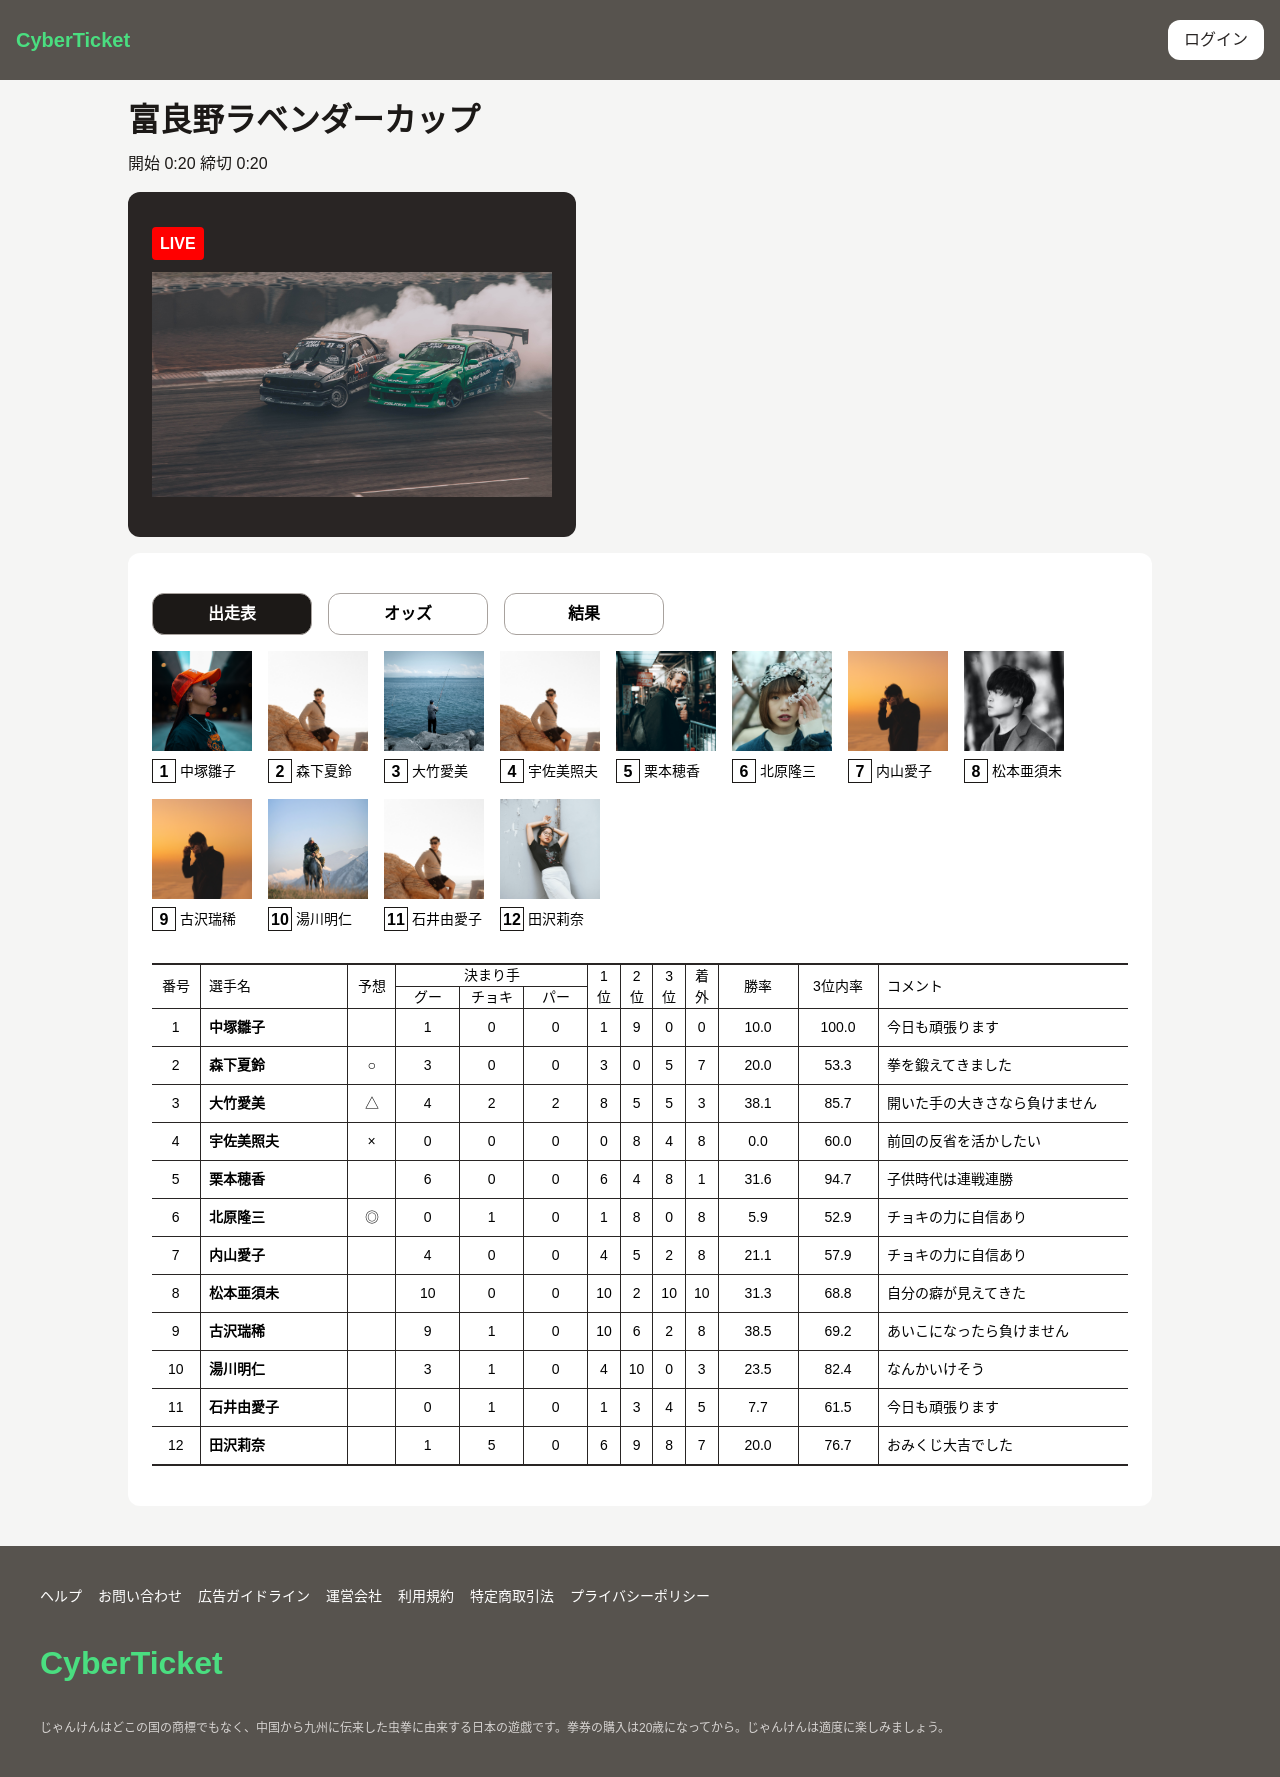 CyberTicket
ログイン
富良野ラベンダーカップ
開始 0:20 締切 0:20
LIVE
出走表 オッズ 結果
1 中塚雛子 2 森下夏鈴 3 大竹愛美 4 宇佐美照夫 5 栗本穂香 6 北原隆三 7 内山愛子 8 松本亜須未
9 古沢瑞稀 10 湯川明仁 11 石井由愛子 12 田沢莉奈
番号 選手名 予想 決まり手 1位 2位 3位 着外 勝率 3位内率 コメント
グー チョキ パー
1 中塚雛子 1 0 0 1 9 0 0 10.0 100.0 今日も頑張ります
2 森下夏鈴 ○ 3 0 0 3 0 5 7 20.0 53.3 拳を鍛えてきました
3 大竹愛美 △ 4 2 2 8 5 5 3 38.1 85.7 開いた手の大きさなら負けません
4 宇佐美照夫 × 0 0 0 0 8 4 8 0.0 60.0 前回の反省を活かしたい
5 栗本穂香 6 0 0 6 4 8 1 31.6 94.7 子供時代は連戦連勝
6 北原隆三 ◎ 0 1 0 1 8 0 8 5.9 52.9 チョキの力に自信あり
7 内山愛子 4 0 0 4 5 2 8 21.1 57.9 チョキの力に自信あり
8 松本亜須未 10 0 0 10 2 10 10 31.3 68.8 自分の癖が見えてきた
9 古沢瑞稀 9 1 0 10 6 2 8 38.5 69.2 あいこになったら負けません
10 湯川明仁 3 1 0 4 10 0 3 23.5 82.4 なんかいけそう
11 石井由愛子 0 1 0 1 3 4 5 7.7 61.5 今日も頑張ります
12 田沢莉奈 1 5 0 6 9 8 7 20.0 76.7 おみくじ大吉でした
ヘルプ お問い合わせ 広告ガイドライン 運営会社 利用規約 特定商取引法 プライバシーポリシー
CyberTicket
じゃんけんはどこの国の商標でもなく、中国から九州に伝来した虫拳に由来する日本の遊戯です。拳券の購入は20歳になってから。じゃんけんは適度に楽しみましょう。